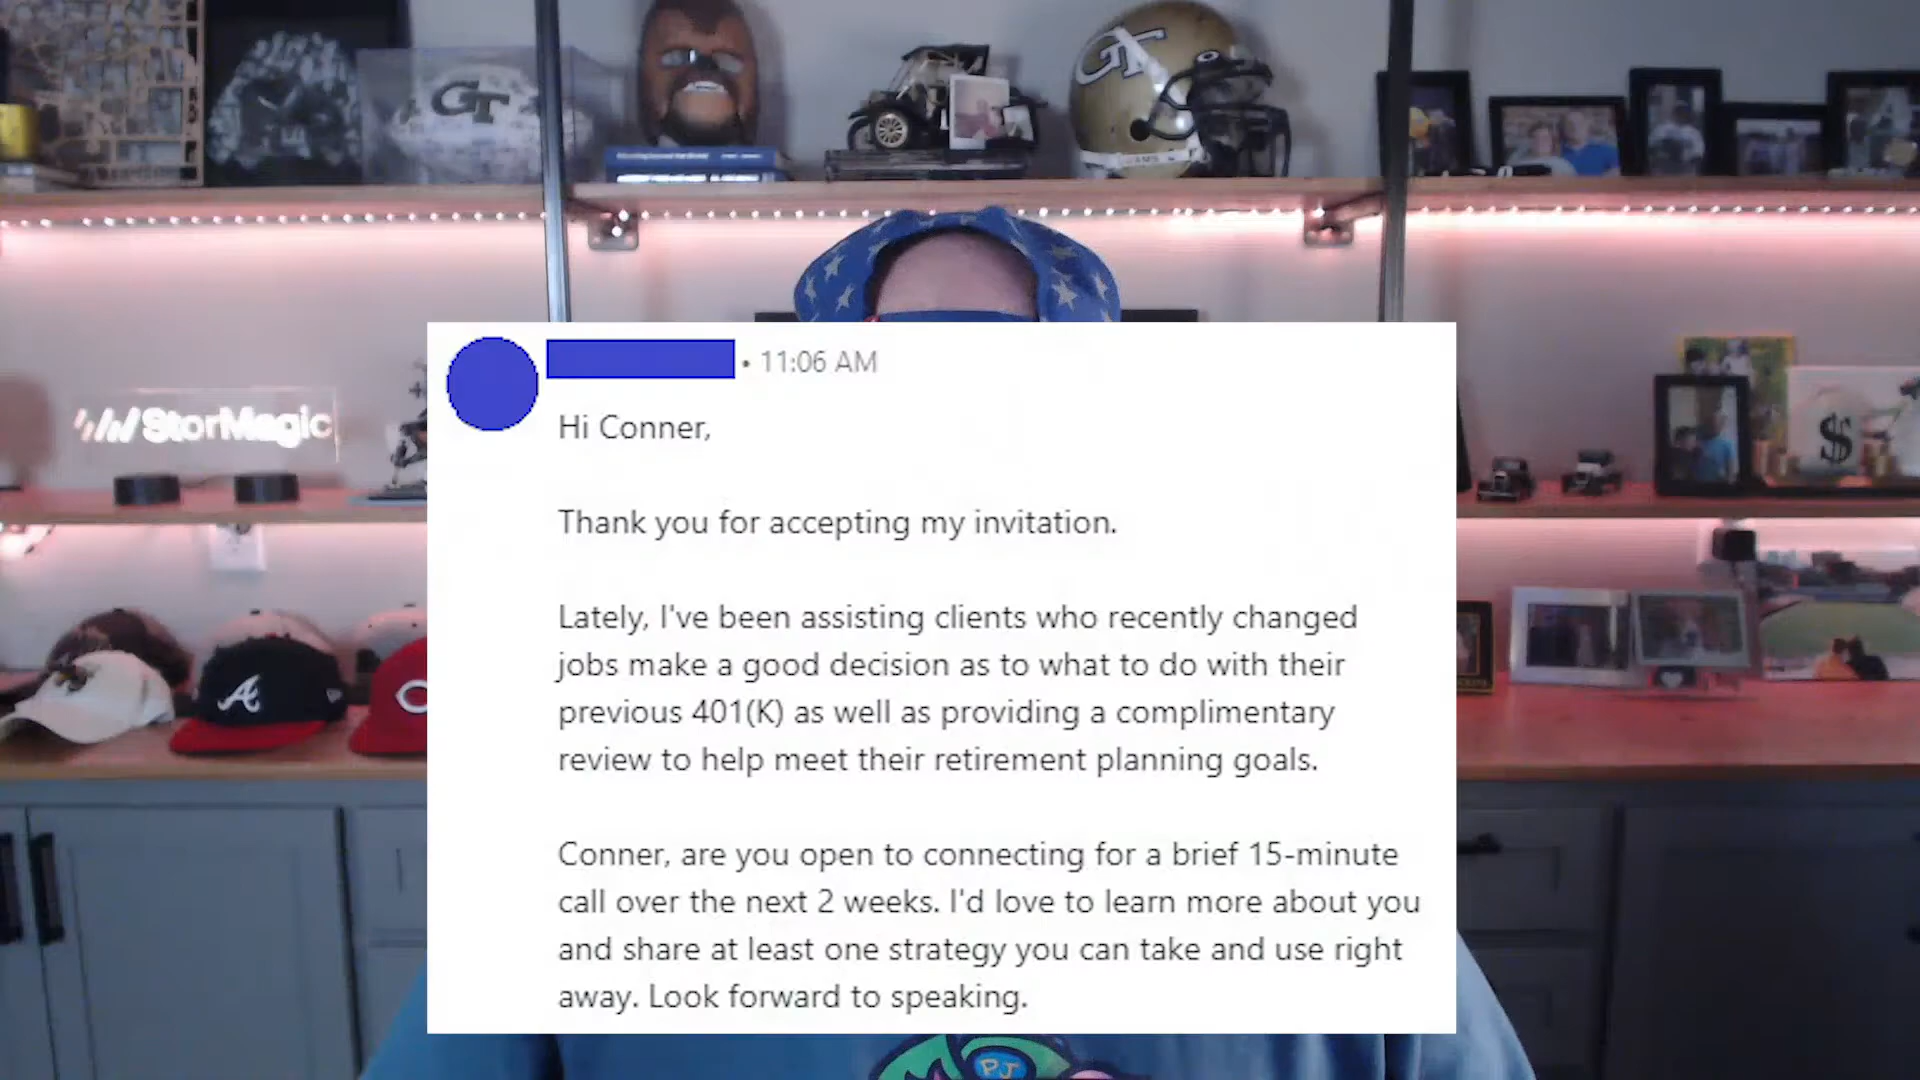 GT
GT
StorMagic
$
A
C
• 11:06 AM
Hi Conner,
Thank you for accepting my invitation.
Lately, I've been assisting clients who recently changed
jobs make a good decision as to what to do with their
previous 401(K) as well as providing a complimentary
review to help meet their retirement planning goals.
Conner, are you open to connecting for a brief 15-minute
call over the next 2 weeks. I'd love to learn more about you
and share at least one strategy you can take and use right
away. Look forward to speaking.
PJ